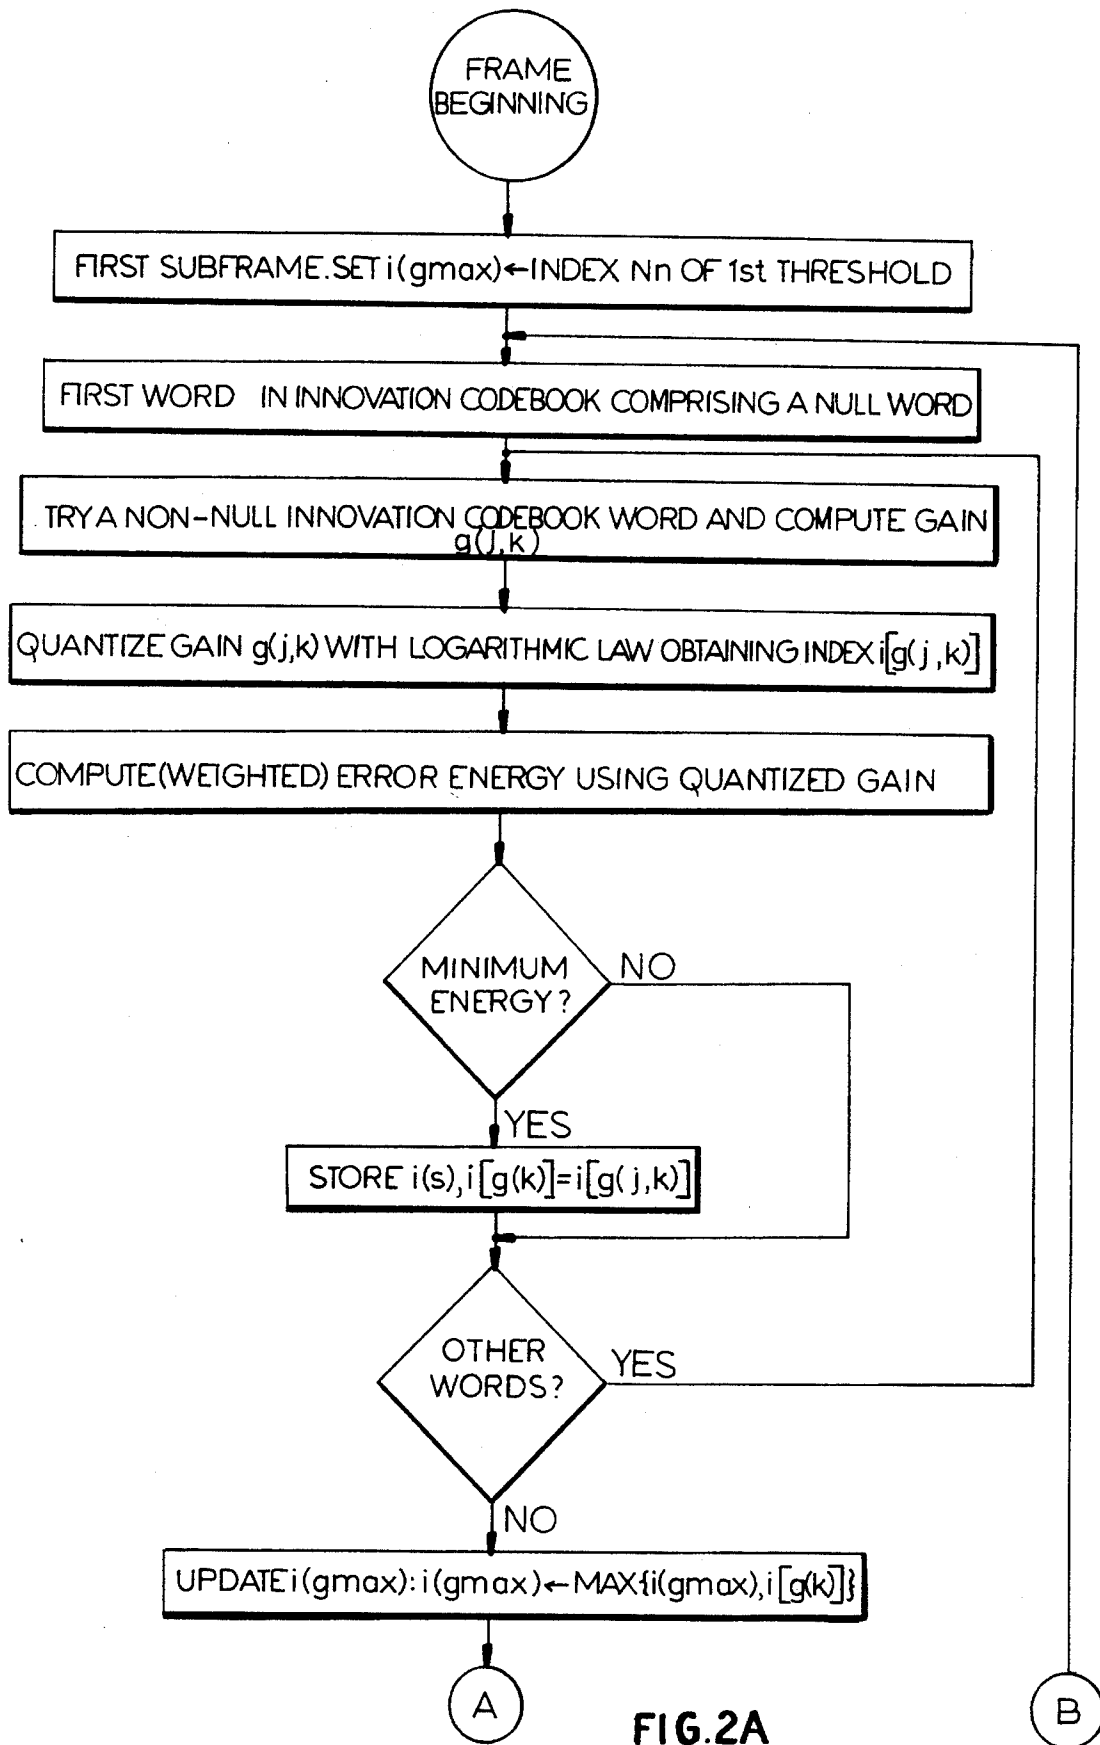 FRAME
BEGINNING
FIRST SUBFRAME.SET i(gmax)←INDEX Nn OF 1st THRESHOLD
FIRST WORD IN INNOVATION CODEBOOK COMPRISING A NULL WORD
TRY A NON-NULL INNOVATION CODEBOOK WORD AND COMPUTE GAIN
g(j,k)
QUANTIZE GAIN g(j,k) WITH LOGARITHMIC LAW OBTAINING INDEX i[g(j,k)]
COMPUTE(WEIGHTED) ERROR ENERGY USING QUANTIZED GAIN
MINIMUM
ENERGY?
NO
YES
STORE i(s),i[g(k)]=i[g(j,k)]
OTHER
WORDS?
YES
NO
UPDATE i(gmax):i(gmax)←MAX{i(gmax),i[g(k)]}
A
B
FIG.2A